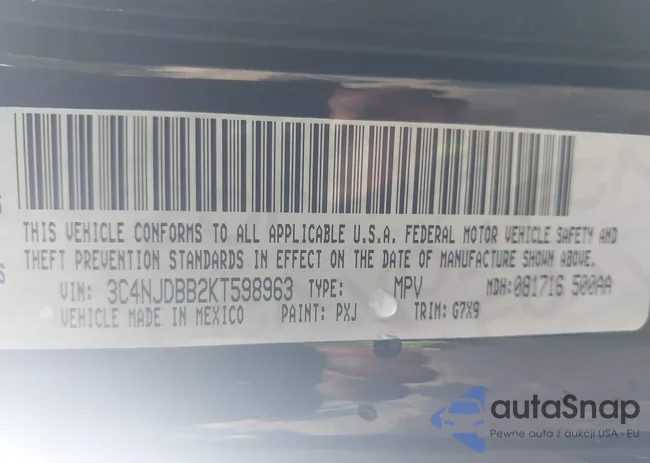 THIS VEHICLE CONFORMS TO ALL APPLICABLE U.S.A. FEDERAL MOTOR VEHICLE SAFETY AND
THEFT PREVENTION STANDARDS IN EFFECT ON THE DATE OF MANUFACTURE SHOWN ABOVE.
VIN: 3C4NJDBB2KT598963 TYPE: MPV MDH: 081716 500AA
VEHICLE MADE IN MEXICO PAINT: PXJ TRIM: G7X9
autaSnap
Pewne auta z aukcji USA i EU